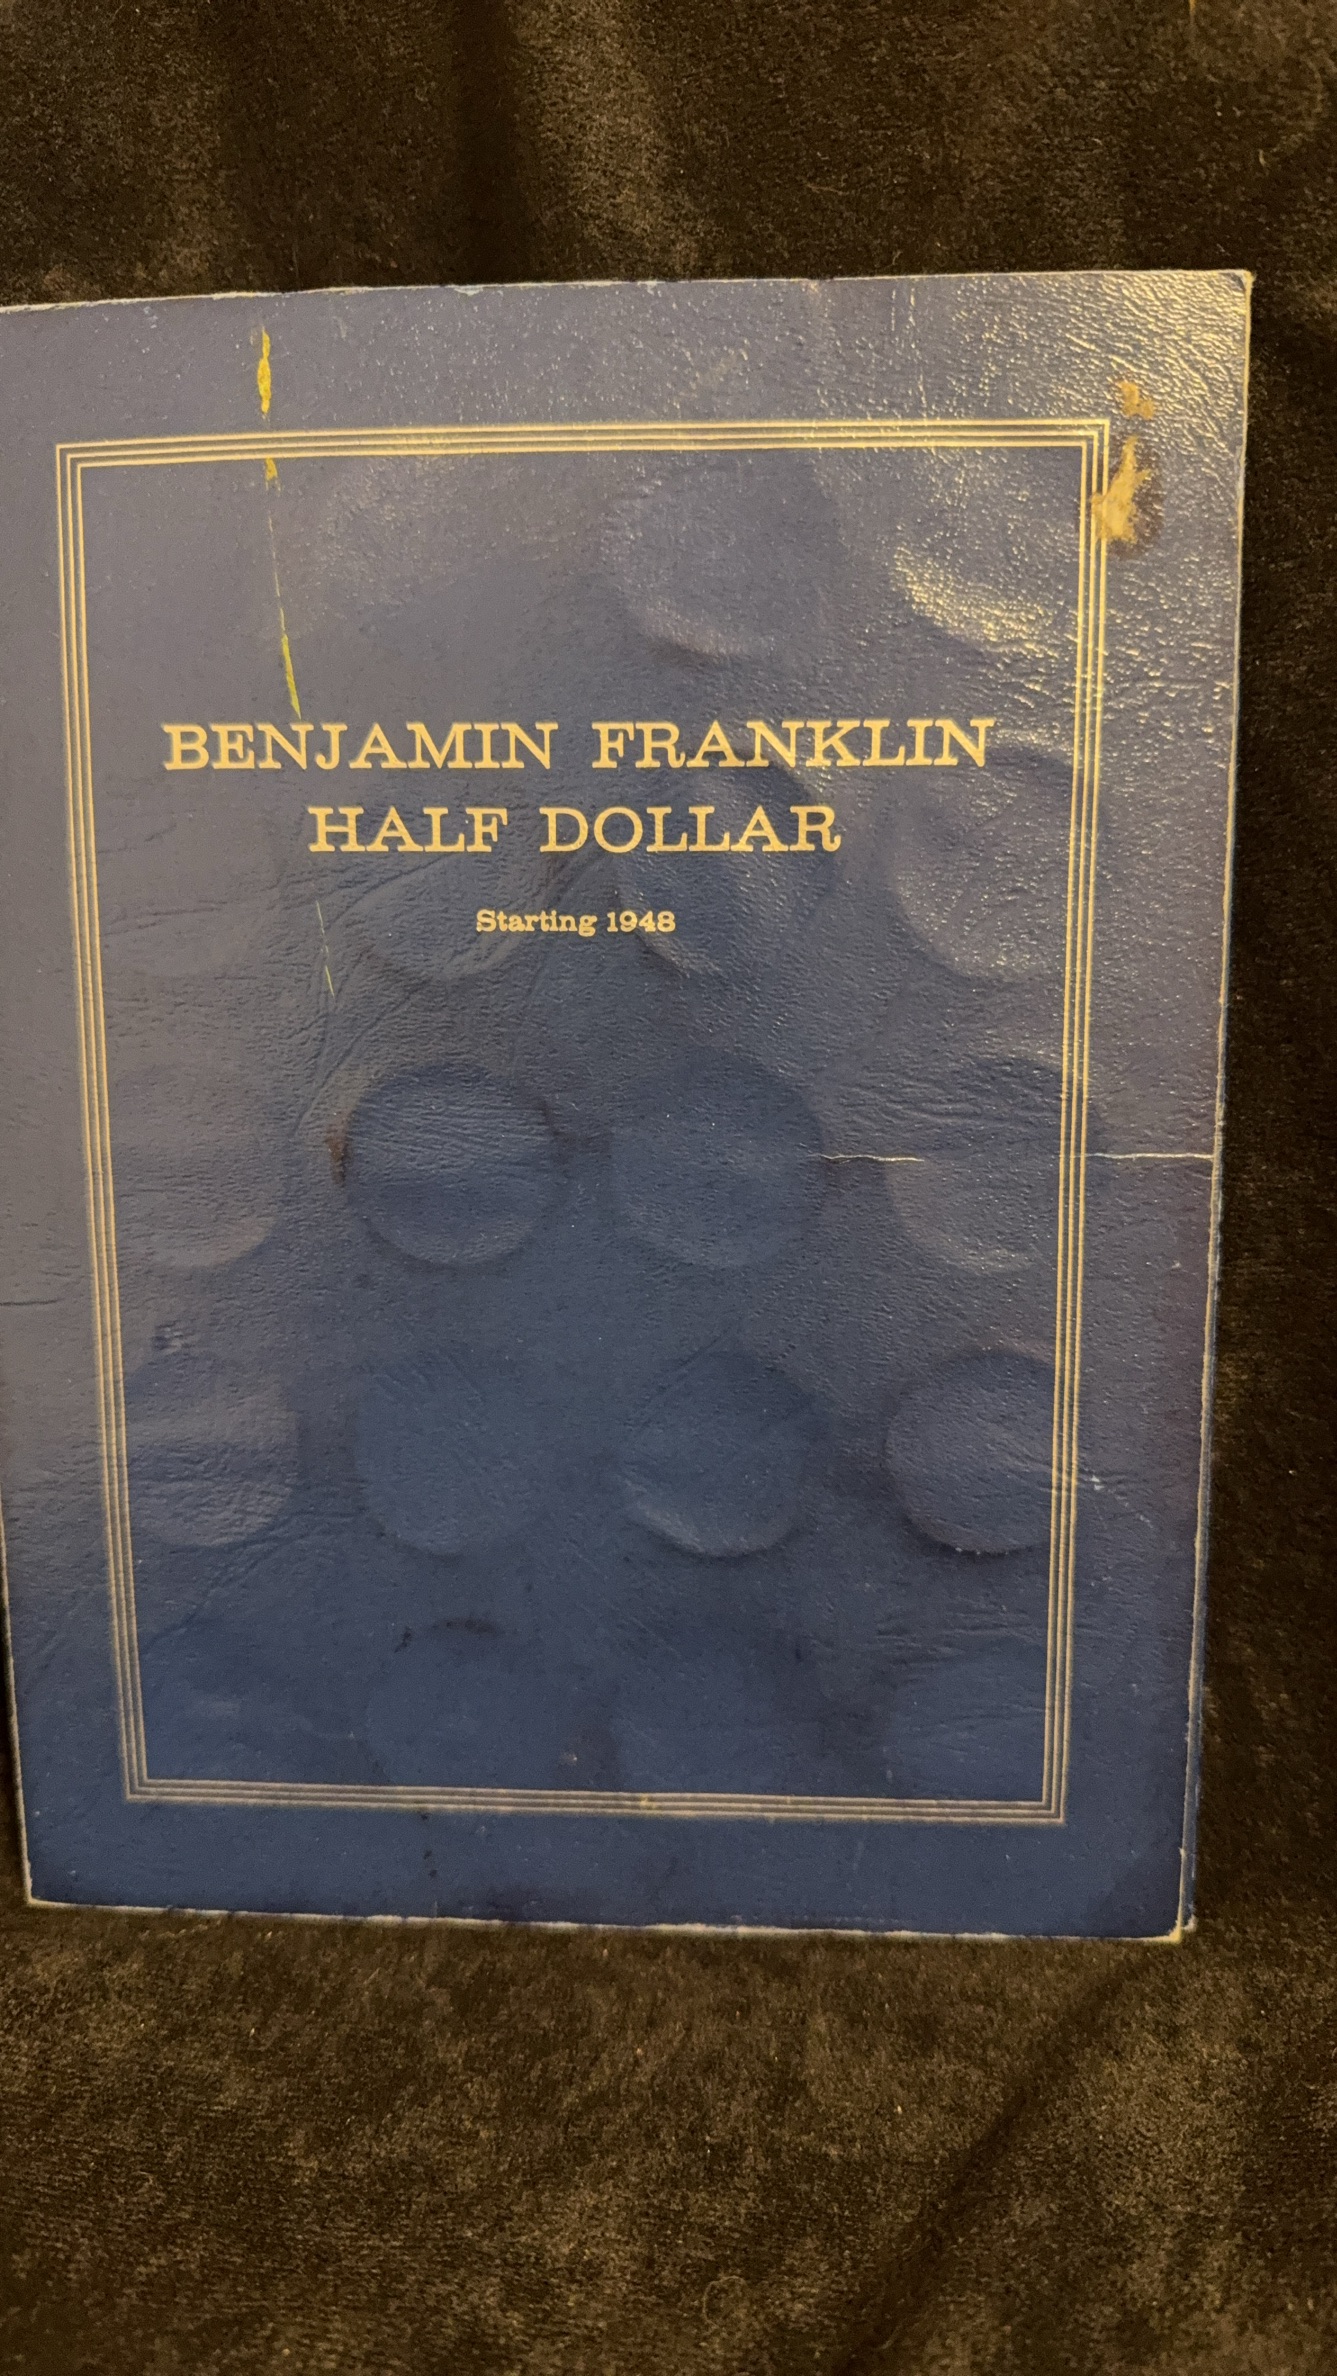 BENJAMIN FRANKLIN
HALF DOLLAR
Starting 1948